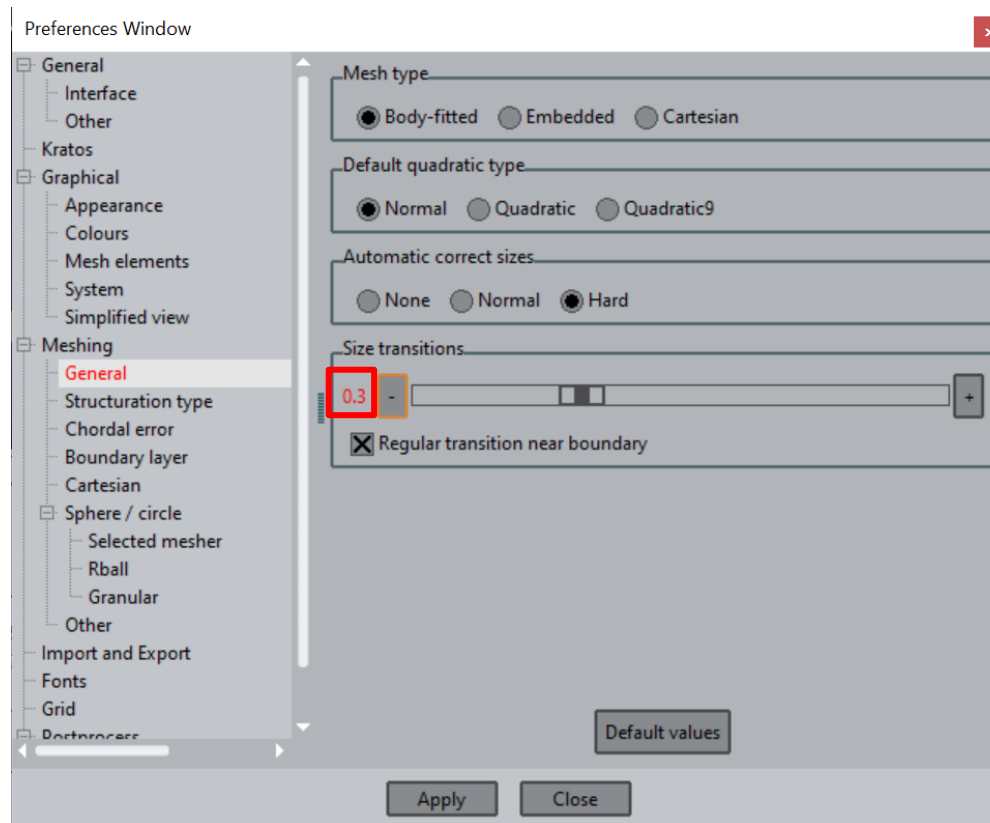 Preferences Window
General
Interface
Other
Kratos
Graphical
Appearance
Colours
Mesh elements
System
Simplified view
Meshing
General
Structuration type
Chordal error
Boundary layer
Cartesian
Sphere / circle
Selected mesher
Rball
Granular
Other
Import and Export
Fonts
Grid
Postprocess
Mesh type
Body-fitted Embedded Cartesian
Default quadratic type
Normal Quadratic Quadratic9
Automatic correct sizes
None Normal Hard
Size transitions
0.3 - +
Regular transition near boundary
Default values
Apply Close